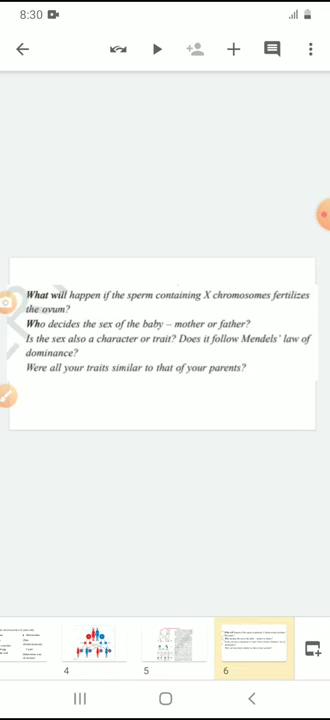 8:30
What will happen if the sperm containing X chromosomes fertilizes
the ovum?
Who decides the sex of the baby – mother or father?
Is the sex also a character or trait? Does it follow Mendels' law of
dominance?
Were all your traits similar to that of your parents?
4
5
6